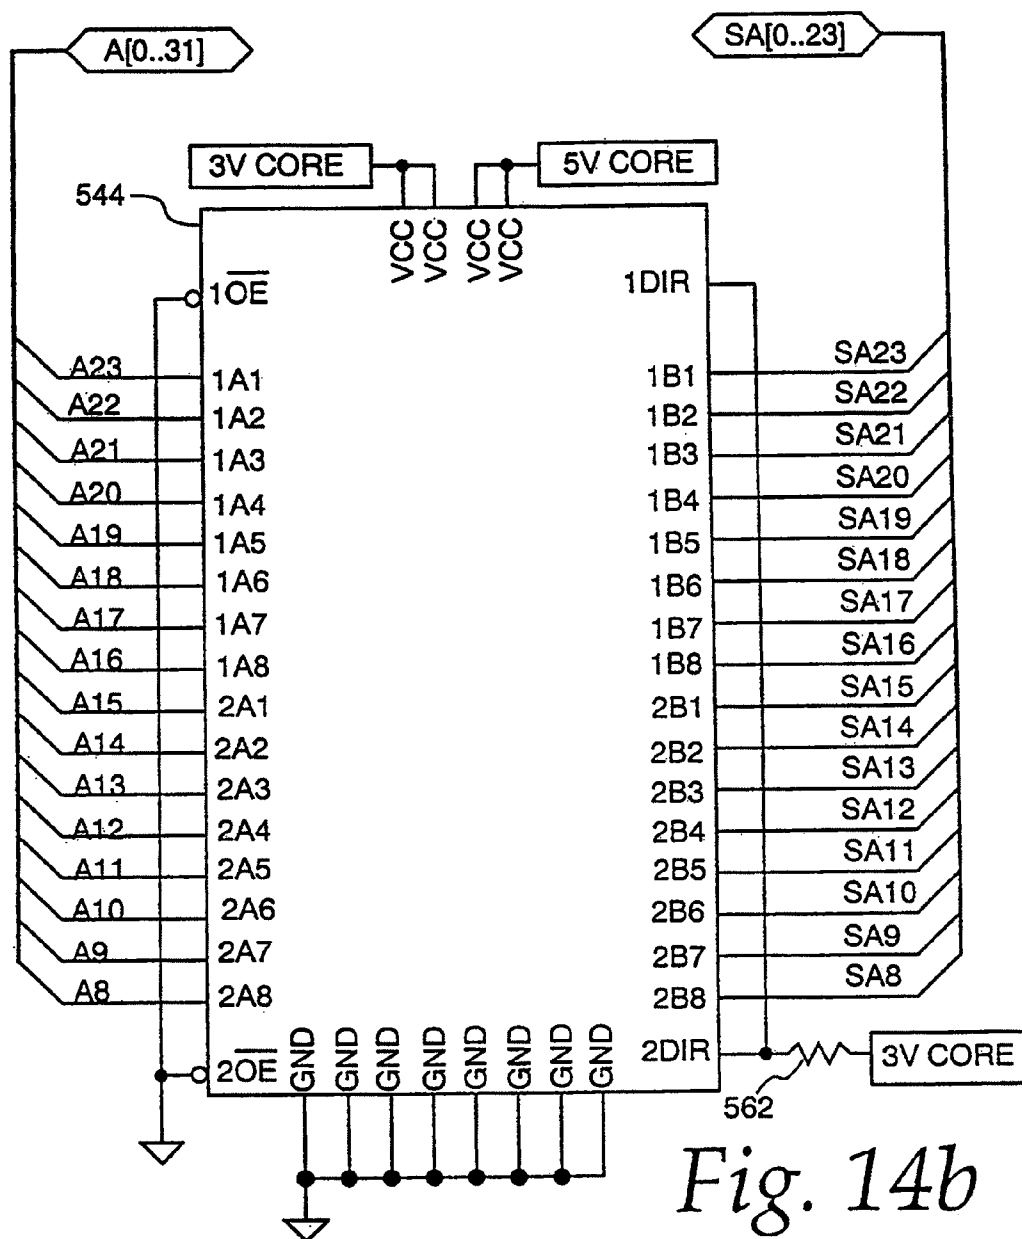 A[0..31] SA[0..23]
3V CORE 5V CORE
544
VCC VCC VCC VCC
1OE 1DIR
A23 1A1 1B1 SA23
A22 1A2 1B2 SA22
A21 1A3 1B3 SA21
A20 1A4 1B4 SA20
A19 1A5 1B5 SA19
A18 1A6 1B6 SA18
A17 1A7 1B7 SA17
A16 1A8 1B8 SA16
A15 2A1 2B1 SA15
A14 2A2 2B2 SA14
A13 2A3 2B3 SA13
A12 2A4 2B4 SA12
A11 2A5 2B5 SA11
A10 2A6 2B6 SA10
A9 2A7 2B7 SA9
A8 2A8 2B8 SA8
2OE GND GND GND GND GND GND GND GND 2DIR 3V CORE
562
Fig. 14b